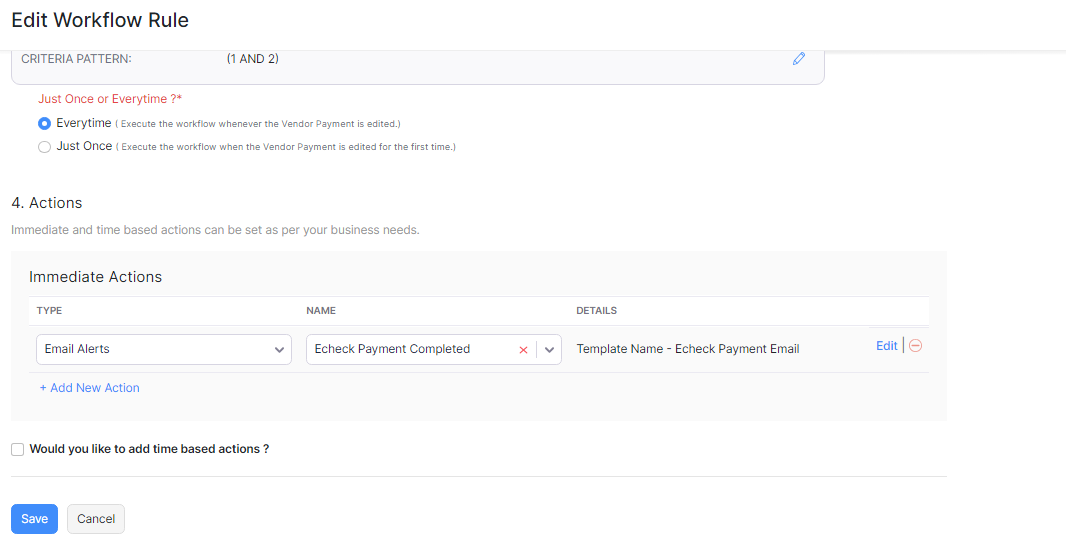 Edit Workflow Rule
CRITERIA PATTERN: (1 AND 2)
Just Once or Everytime ?*
Everytime ( Execute the workflow whenever the Vendor Payment is edited.)
Just Once ( Execute the workflow when the Vendor Payment is edited for the first time.)
4. Actions
Immediate and time based actions can be set as per your business needs.
Immediate Actions
TYPE NAME DETAILS
Email Alerts Echeck Payment Completed Template Name - Echeck Payment Email Edit
+ Add New Action
Would you like to add time based actions ?
Save Cancel